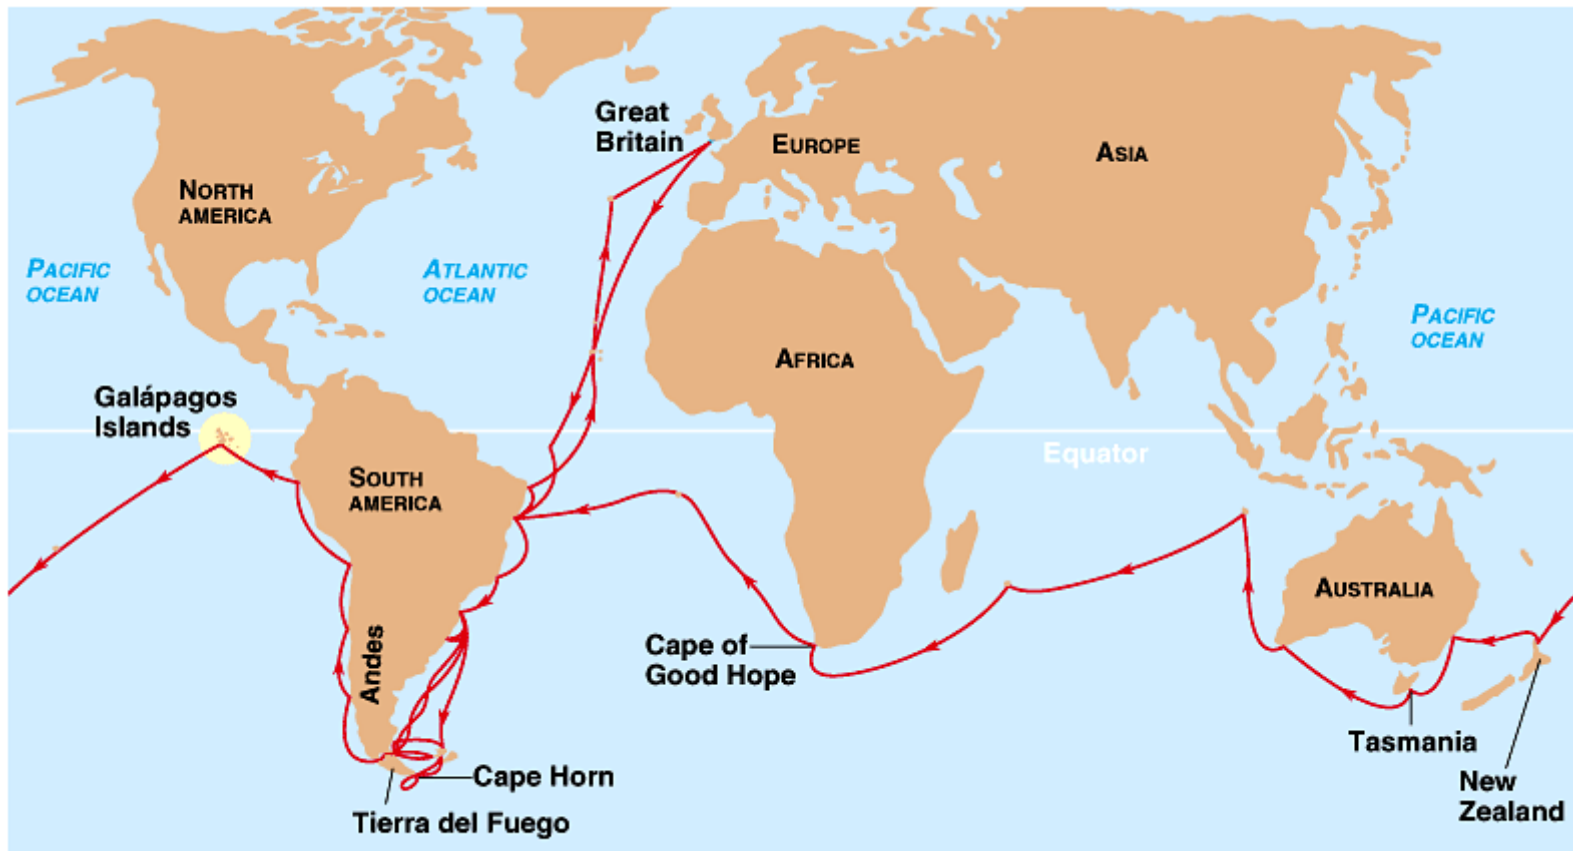 Great
Britain
EUROPE
ASIA
NORTH
AMERICA
PACIFIC
OCEAN
ATLANTIC
OCEAN
PACIFIC
OCEAN
AFRICA
Galápagos
Islands
Equator
SOUTH
AMERICA
AUSTRALIA
Andes
Cape of
Good Hope
Tasmania
Cape Horn
New
Zealand
Tierra del Fuego